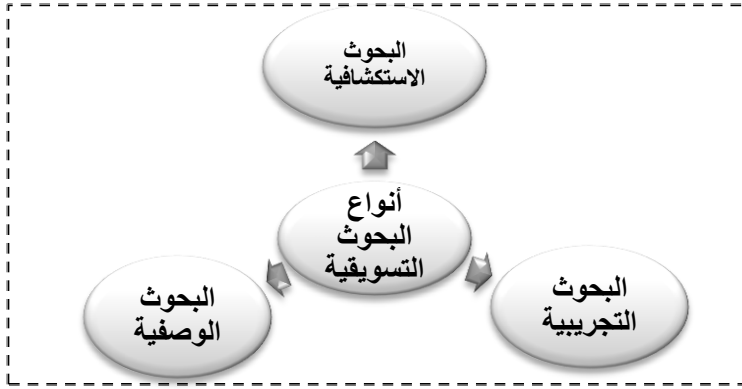 البحوث
الاستكشافية
أنواع
البحوث
التسويقية
البحوث
التجريبية
البحوث
الوصفية